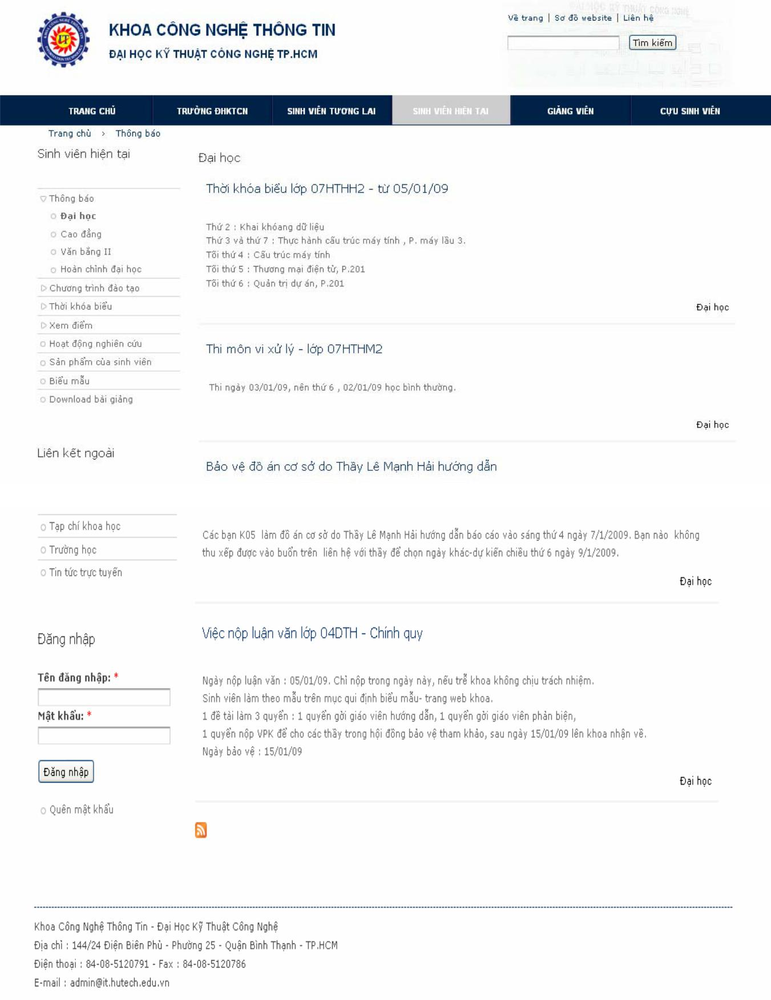 KHOA CÔNG NGHỆ THÔNG TIN
ĐẠI HỌC KỸ THUẬT CÔNG NGHỆ TP.HCM
Về trang | Sơ đồ website | Liên hệ
Tìm kiếm
TRANG CHỦ
TRƯỜNG ĐHKTCN
SINH VIÊN TƯƠNG LAI
SINH VIÊN HIỆN TẠI
GIẢNG VIÊN
CỰU SINH VIÊN
Trang chủ › Thông báo
Sinh viên hiện tại
Thông báo
Đại học
Cao đẳng
Văn bằng II
Hoàn chỉnh đại học
Chương trình đào tạo
Thời khóa biểu
Xem điểm
Hoạt động nghiên cứu
Sản phẩm của sinh viên
Biểu mẫu
Download bài giảng
Liên kết ngoài
Tạp chí khoa học
Trường học
Tin tức trực tuyến
Đăng nhập
Tên đăng nhập: *
Mật khẩu: *
Đăng nhập
Quên mật khẩu
Đại học
Thời khóa biểu lớp 07HTHH2 - từ 05/01/09
Thứ 2 : Khai khóang dữ liệu
Thứ 3 và thứ 7 : Thực hành cấu trúc máy tính , P. máy lầu 3.
Tối thứ 4 : Cấu trúc máy tính
Tối thứ 5 : Thương mại điện tử, P.201
Tối thứ 6 : Quản trị dự án, P.201
Đại học
Thi môn vi xử lý - lớp 07HTHM2
Thi ngày 03/01/09, nên thứ 6 , 02/01/09 học bình thường.
Đại học
Bảo vệ đồ án cơ sở do Thầy Lê Mạnh Hải hướng dẫn
Các bạn K05 làm đồ án cơ sở do Thầy Lê Mạnh Hải hướng dẫn báo cáo vào sáng thứ 4 ngày 7/1/2009. Bạn nào không
thu xếp được vào buổn trên liên hệ với thầy để chọn ngày khác-dự kiến chiều thứ 6 ngày 9/1/2009.
Đại học
Việc nộp luận văn lớp 04DTH - Chính quy
Ngày nộp luận văn : 05/01/09. Chỉ nộp trong ngày này, nếu trễ khoa không chịu trách nhiệm.
Sinh viên làm theo mẫu trên mục qui định biểu mẫu- trang web khoa.
1 đề tài làm 3 quyển : 1 quyển gởi giáo viên hướng dẫn, 1 quyển gởi giáo viên phản biện,
1 quyển nộp VPK để cho các thầy trong hội đồng bảo vệ tham khảo, sau ngày 15/01/09 lên khoa nhận về.
Ngày bảo vệ : 15/01/09
Đại học
Khoa Công Nghệ Thông Tin - Đại Học Kỹ Thuật Công Nghệ
Địa chỉ : 144/24 Điện Biên Phủ - Phường 25 - Quận Bình Thạnh - TP.HCM
Điện thoại : 84-08-5120791 - Fax : 84-08-5120786
E-mail : admin@it.hutech.edu.vn